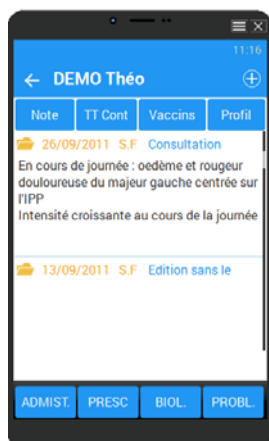 11:16
DEMO Théo
Note TT Cont Vaccins Profil
26/09/2011 S.F Consultation
En cours de journée : oedème et rougeur
douloureuse du majeur gauche centrée sur
l'IPP
Intensité croissante au cours de la journée
13/09/2011 S.F Edition sans le
ADMIST. PRESC BIOL. PROBL.